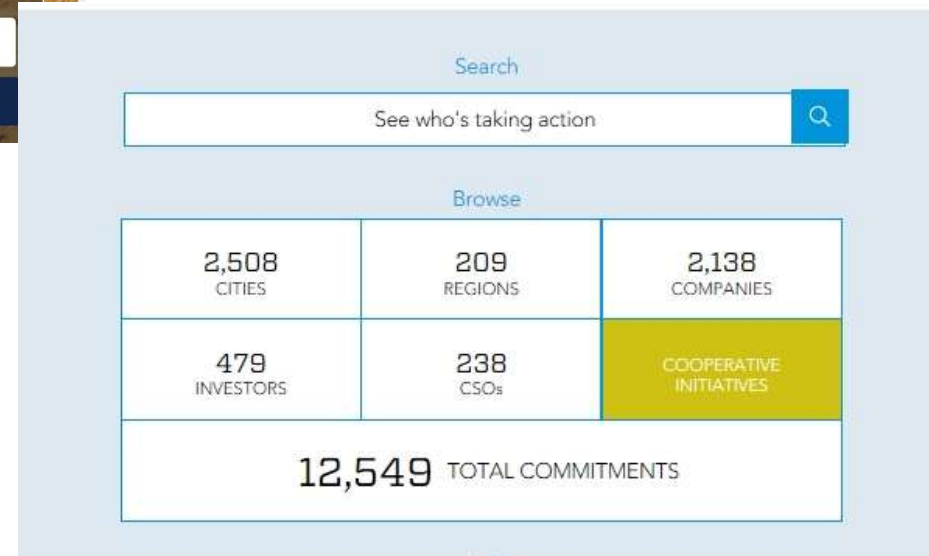 Search
See who's taking action
Browse
2,508
CITIES
209
REGIONS
2,138
COMPANIES
479
INVESTORS
238
CSOs
COOPERATIVE
INITIATIVES
12,549 TOTAL COMMITMENTS